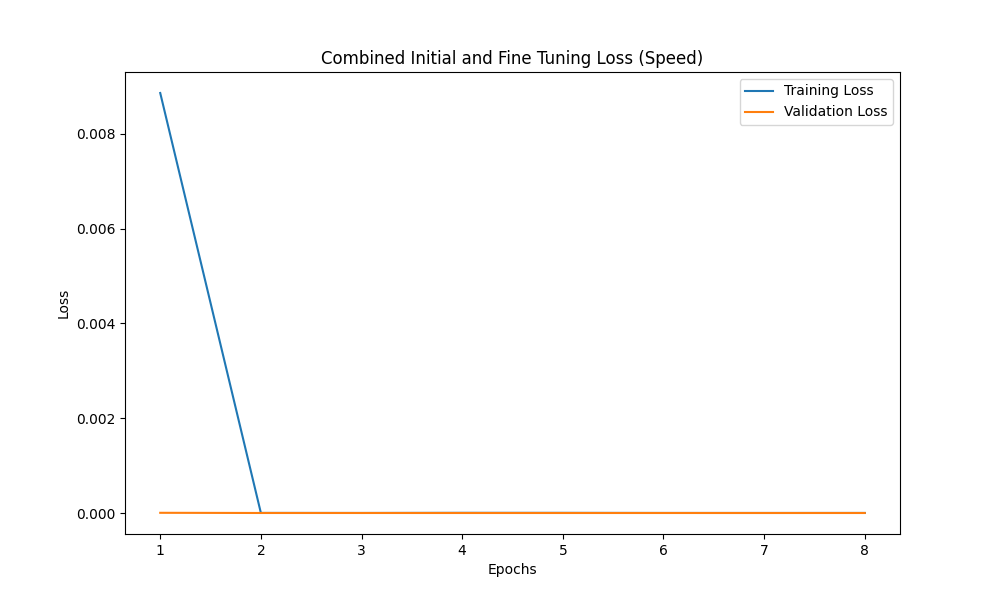 Combined Initial and Fine Tuning Loss (Speed)
Training Loss
Validation Loss
0.008
0.006
0.004
0.002
0.000
Loss
1 2 3 4 5 6 7 8
Epochs